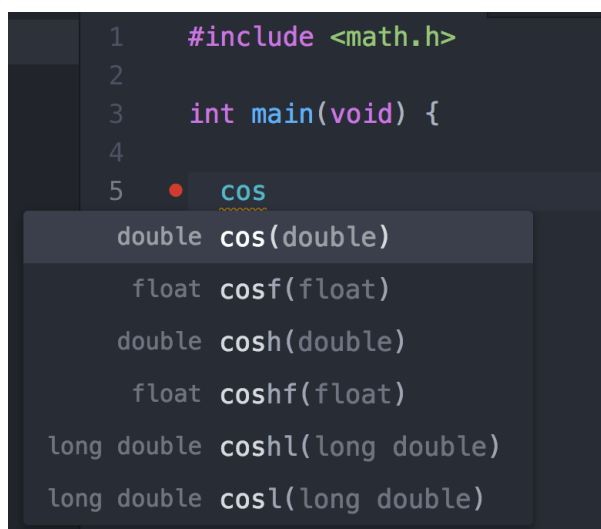 1 #include <math.h>
2
3 int main(void) {
4
5 cos
double cos(double)
float cosf(float)
double cosh(double)
float coshf(float)
long double coshl(long double)
long double cosl(long double)